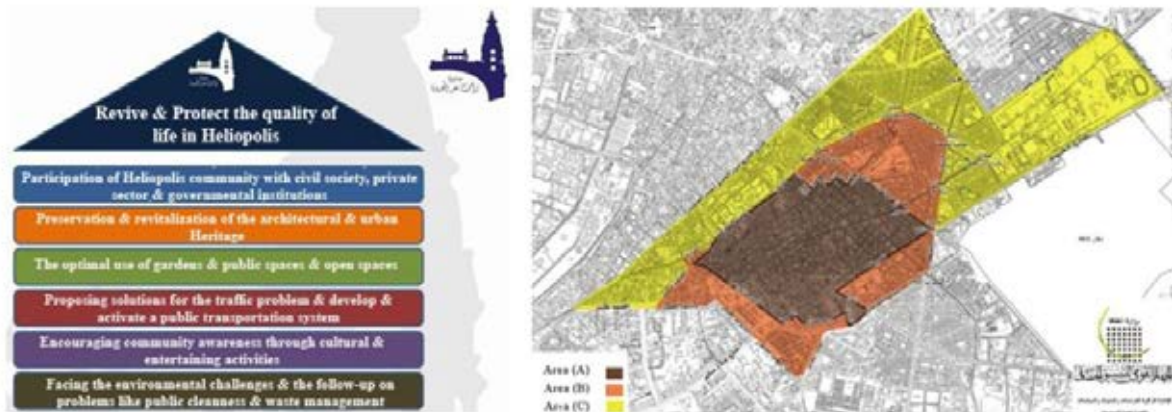 Revive & Protect the quality of
life in Heliopolis
Participation of Heliopolis community with civil society, private
sector & governmental institutions
Preservation & revitalization of the architectural & urban
Heritage
The optimal use of gardens & public spaces & open spaces
Proposing solutions for the traffic problem & develop &
activate a public transportation system
Encouraging community awareness through cultural &
entertaining activities
Facing the environmental challenges & the follow-up on
problems like public cleanness & waste management
Area (A)
Area (B)
Area (C)